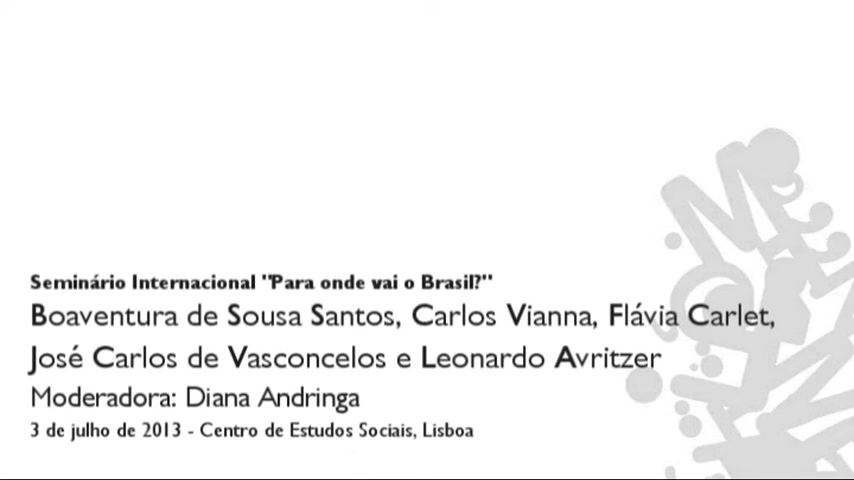 Seminário Internacional "Para onde vai o Brasil?"
Boaventura de Sousa Santos, Carlos Vianna, Flávia Carlet,
José Carlos de Vasconcelos e Leonardo Avritzer
Moderadora: Diana Andringa
3 de julho de 2013 - Centro de Estudos Sociais, Lisboa